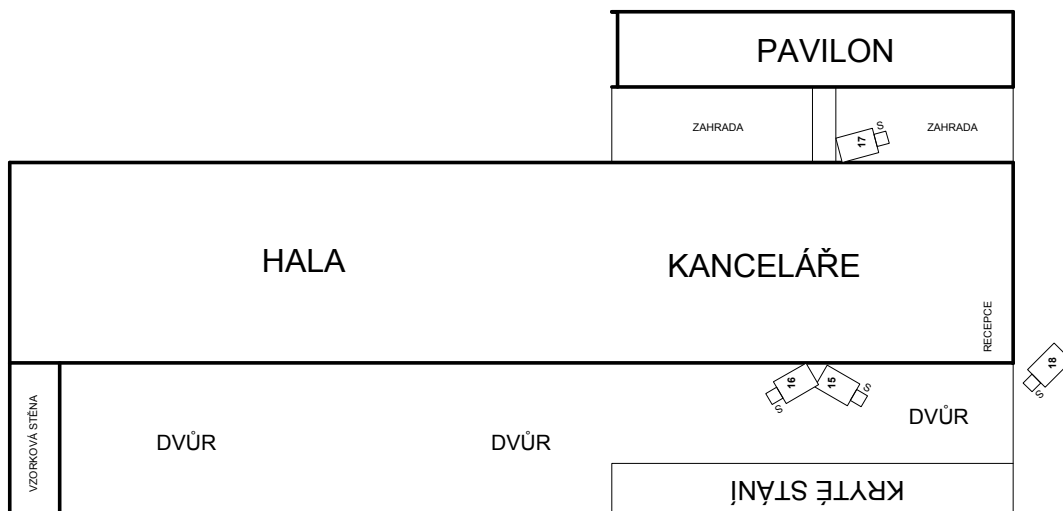 PAVILON
ZAHRADA
ZAHRADA
S
17
HALA
KANCELÁŘE
RECEPCE
VZORKOVÁ STĚNA
DVŮR
DVŮR
DVŮR
S
16
15
S
18
S
KRYTÉ STÁNÍ